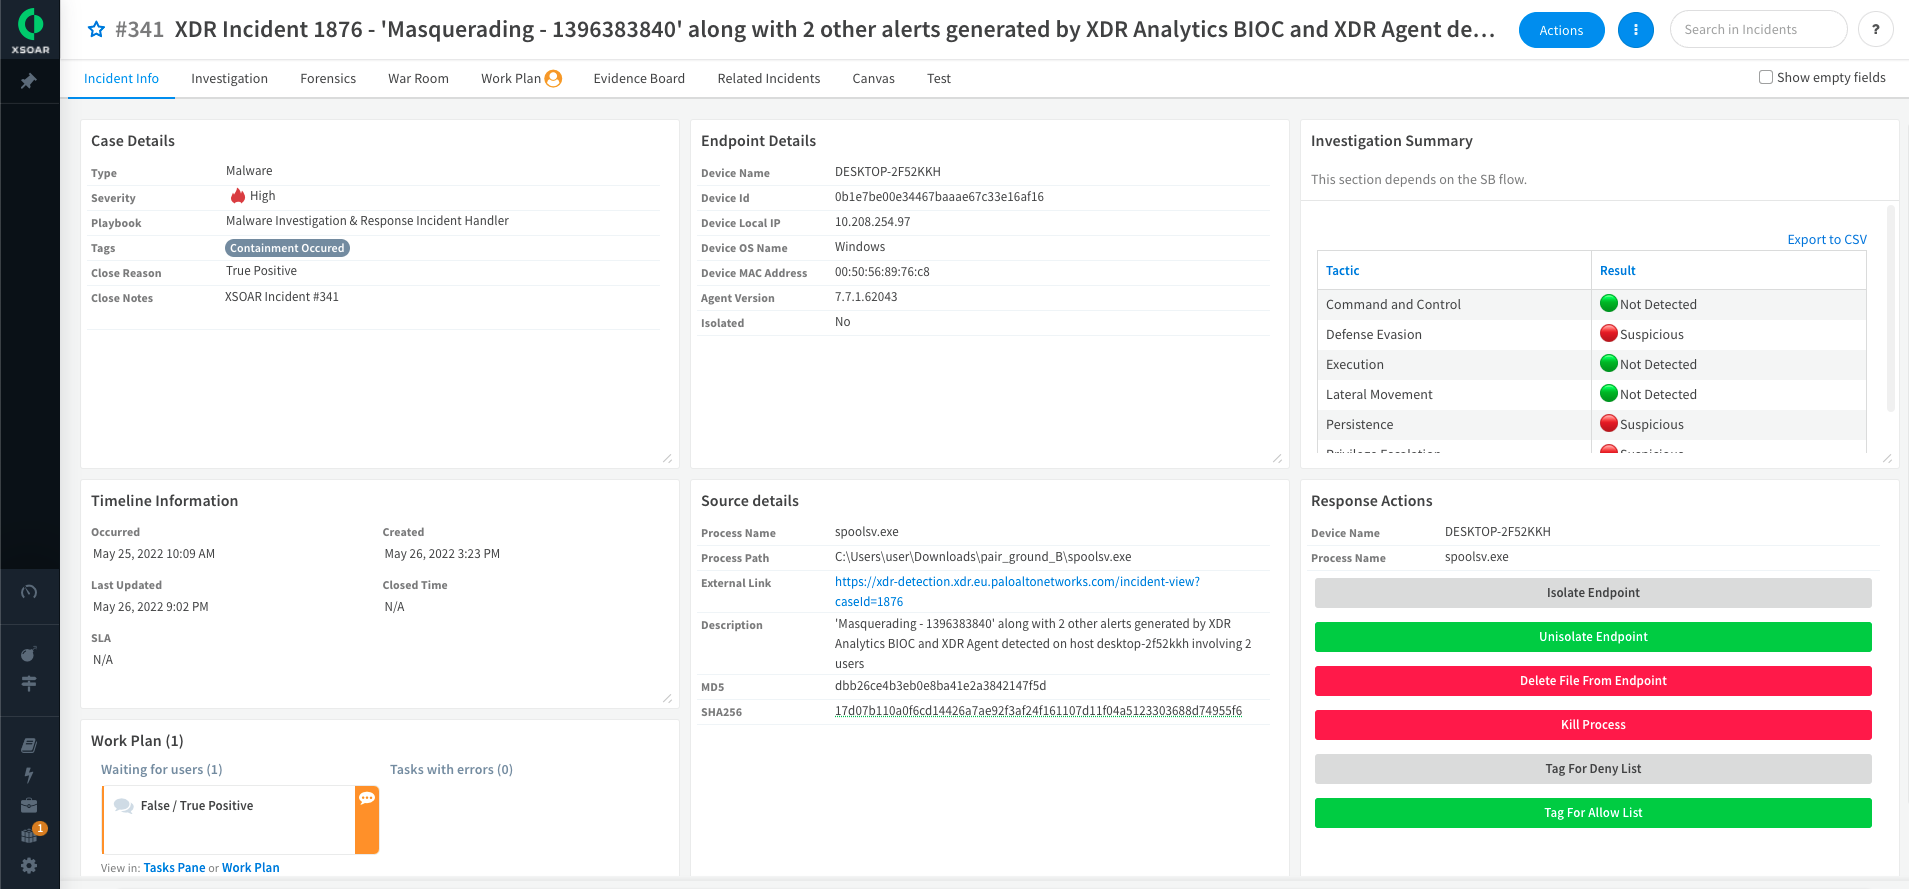 XSOAR
#341 XDR Incident 1876 - 'Masquerading - 1396383840' along with 2 other alerts generated by XDR Analytics BIOC and XDR Agent de...
Actions
Search in Incidents
?
Incident Info
Investigation
Forensics
War Room
Work Plan
Evidence Board
Related Incidents
Canvas
Test
Show empty fields
Case Details
Type Malware
Severity High
Playbook Malware Investigation & Response Incident Handler
Tags Containment Occured
Close Reason True Positive
Close Notes XSOAR Incident #341
Endpoint Details
Device Name DESKTOP-2F52KKH
Device Id 0b1e7be00e34467baaae67c33e16af16
Device Local IP 10.208.254.97
Device OS Name Windows
Device MAC Address 00:50:56:89:76:c8
Agent Version 7.7.1.62043
Isolated No
Investigation Summary
This section depends on the SB flow.
Export to CSV
Tactic Result
Command and Control Not Detected
Defense Evasion Suspicious
Execution Not Detected
Lateral Movement Not Detected
Persistence Suspicious
Privilege Escalation Suspicious
Timeline Information
Occurred Created
May 25, 2022 10:09 AM May 26, 2022 3:23 PM
Last Updated Closed Time
May 26, 2022 9:02 PM N/A
SLA
N/A
Work Plan (1)
Waiting for users (1) Tasks with errors (0)
False / True Positive
View in: Tasks Pane or Work Plan
Source details
Process Name spoolsv.exe
Process Path C:\Users\user\Downloads\pair_ground_B\spoolsv.exe
External Link https://xdr-detection.xdr.eu.paloaltonetworks.com/incident-view?
caseId=1876
Description 'Masquerading - 1396383840' along with 2 other alerts generated by XDR
Analytics BIOC and XDR Agent detected on host desktop-2f52kkh involving 2
users
MD5 dbb26ce4b3eb0e8ba41e2a3842147f5d
SHA256 17d07b110a0f6cd14426a7ae92f3af24f161107d11f04a5123303688d74955f6
Response Actions
Device Name DESKTOP-2F52KKH
Process Name spoolsv.exe
Isolate Endpoint
Unisolate Endpoint
Delete File From Endpoint
Kill Process
Tag For Deny List
Tag For Allow List
1